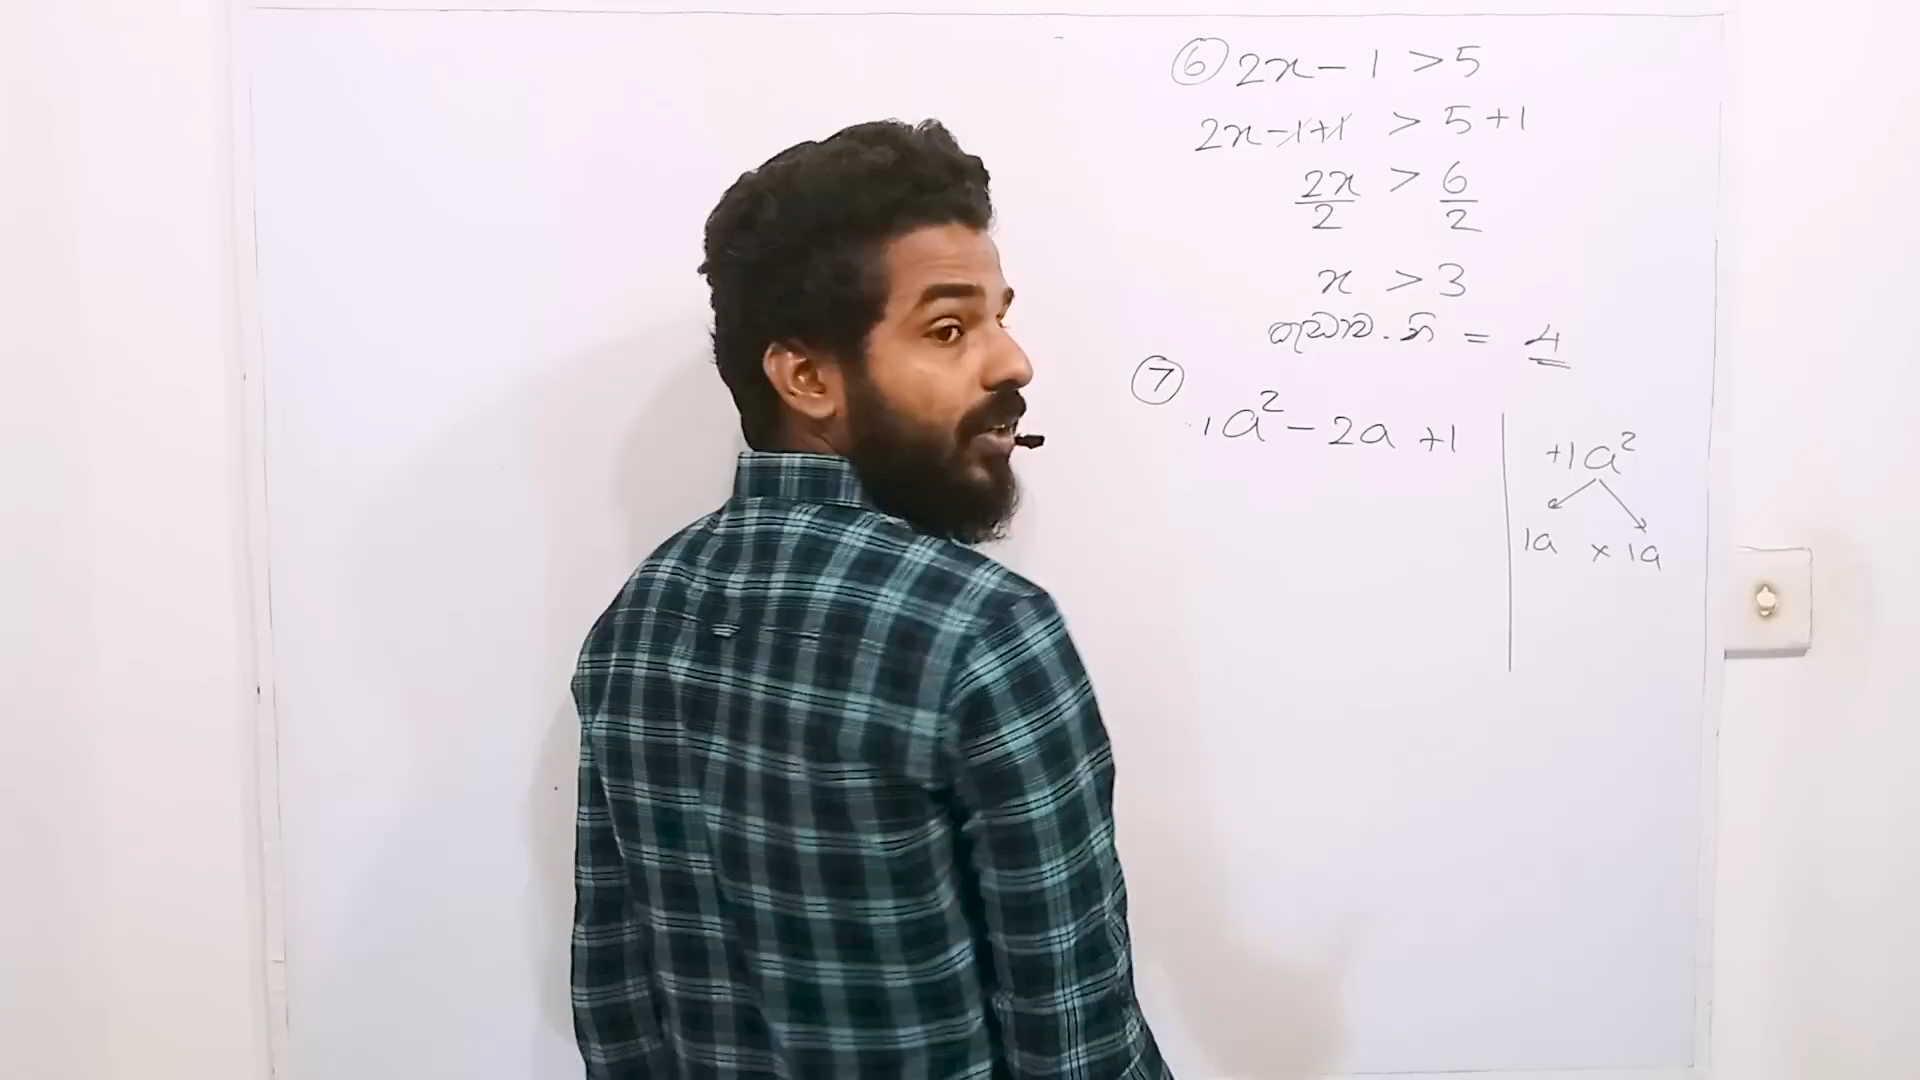 ⑥ 2x - 1 > 5
2x - 1 + 1 > 5 + 1
2x/2 > 6/2
x > 3
කුඩාම . නි = 4
⑦
1a² - 2a + 1
+1a²
1a × 1a